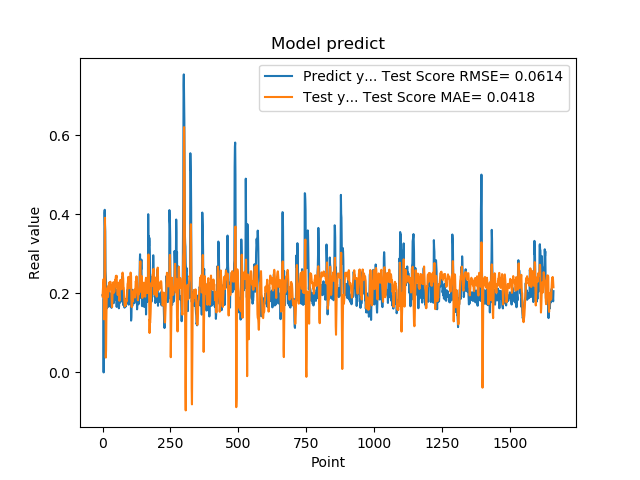 Model predict
Predict y... Test Score RMSE= 0.0614
Test y... Test Score MAE= 0.0418
Real value
0.6
0.4
0.2
0.0
0 250 500 750 1000 1250 1500
Point